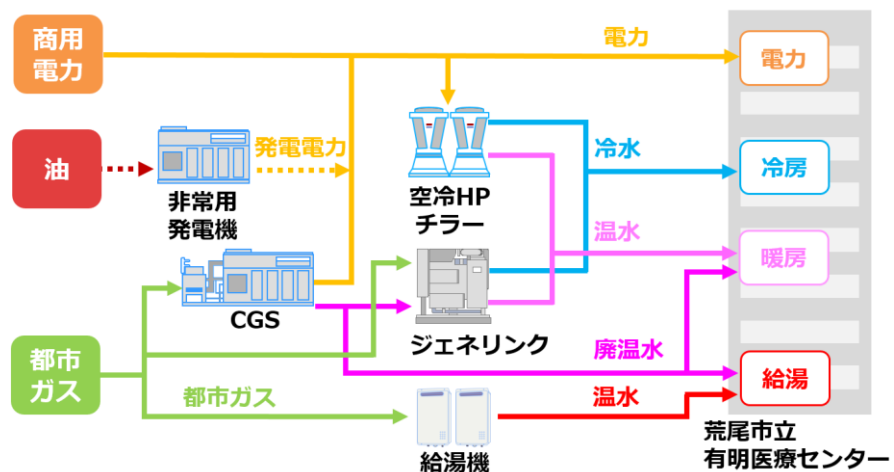 商用
電力
電力
電力
油
発電電力
非常用
発電機
空冷HP
チラー
冷水
冷房
温水
暖房
CGS
ジェネリンク
廃温水
都市
ガス
都市ガス
給湯機
温水
給湯
荒尾市立
有明医療センター